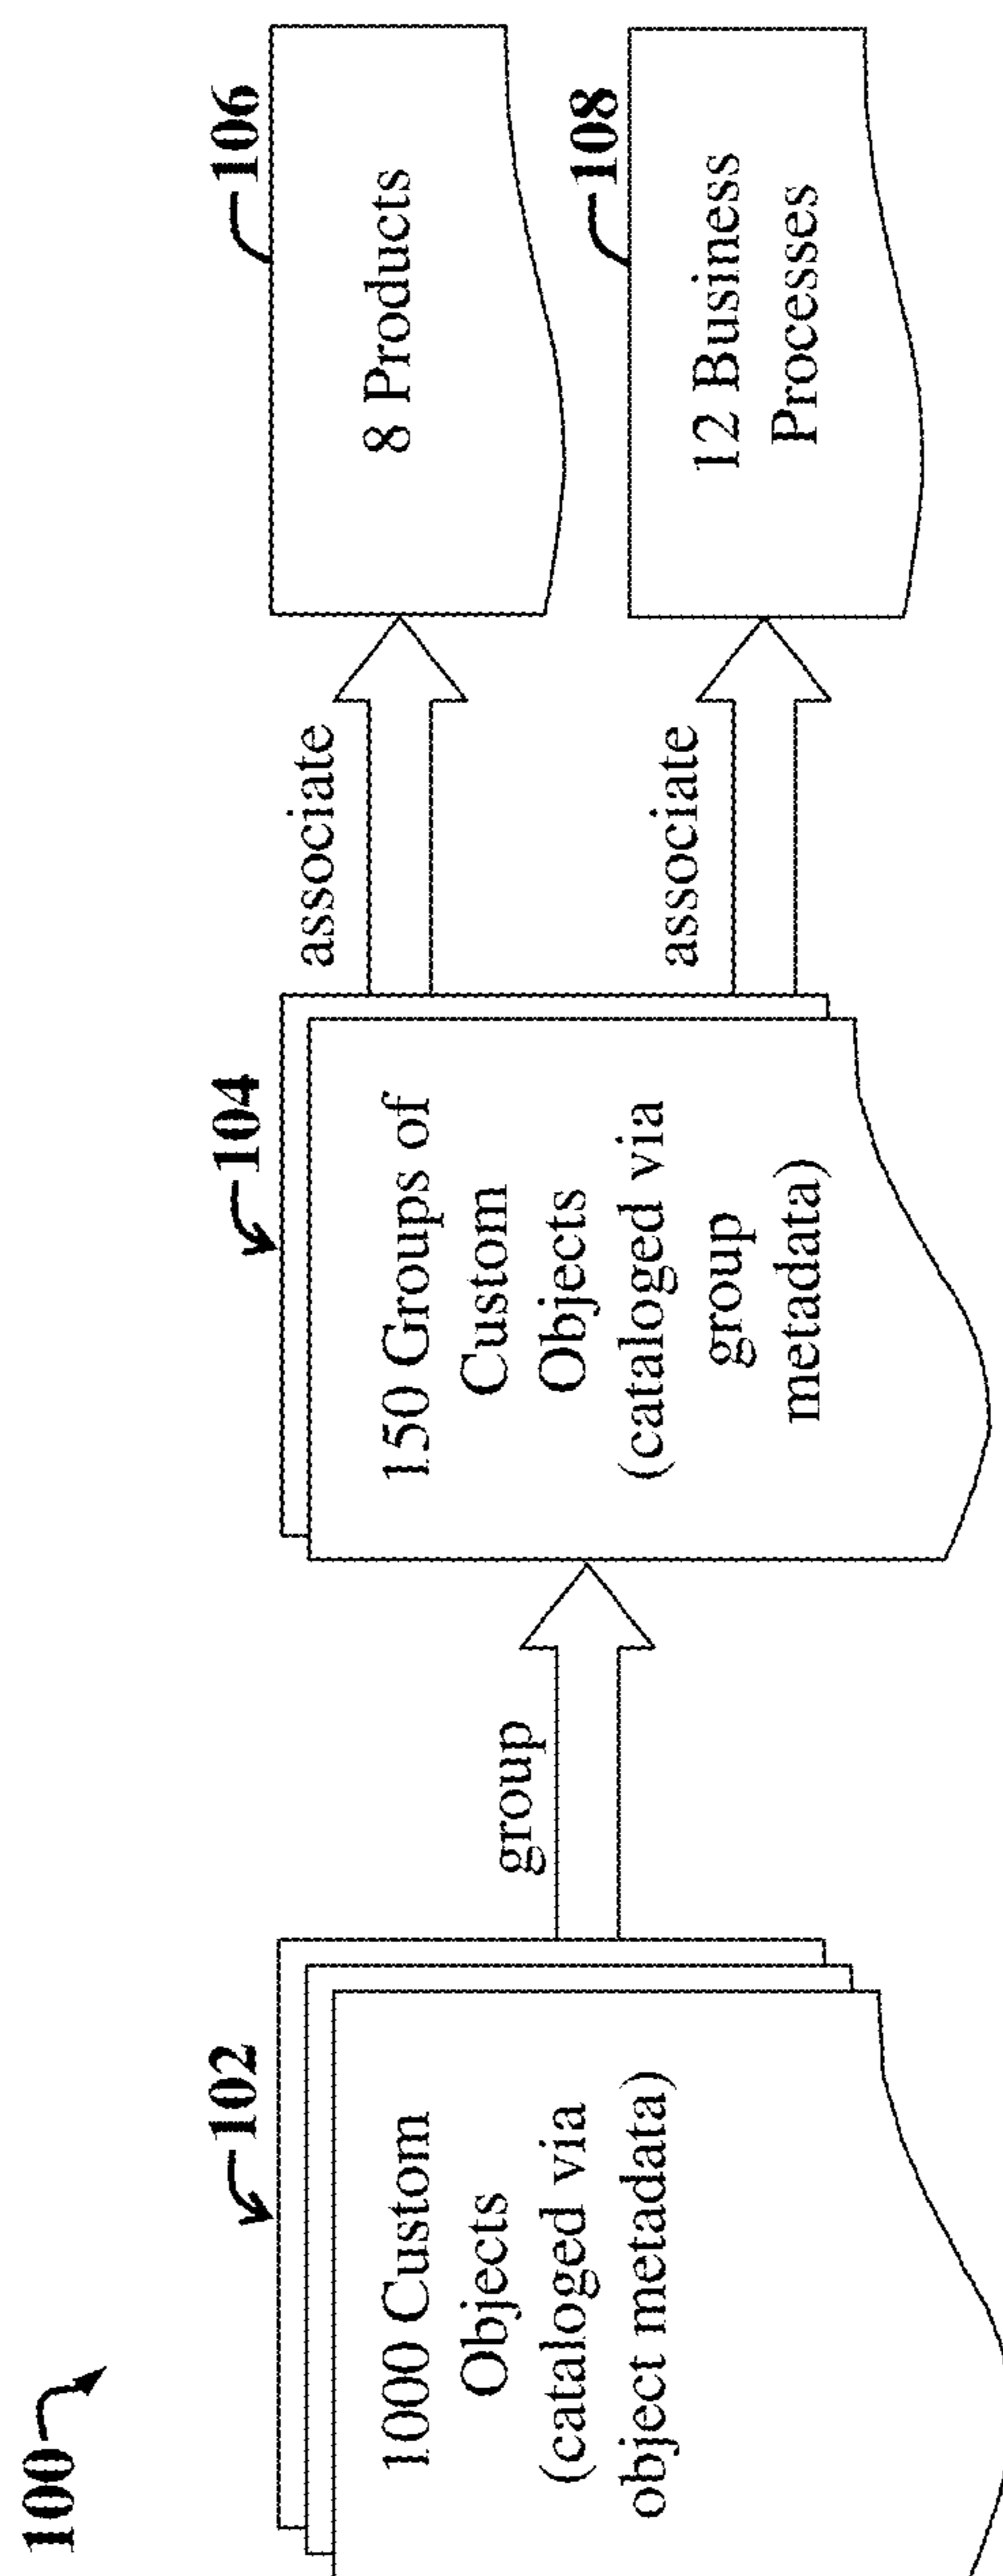 100
102
1000 Custom
Objects
(cataloged via
object metadata)
group
104
150 Groups of
Custom
Objects
(cataloged via
group
metadata)
associate
associate
106
8 Products
108
12 Business
Processes